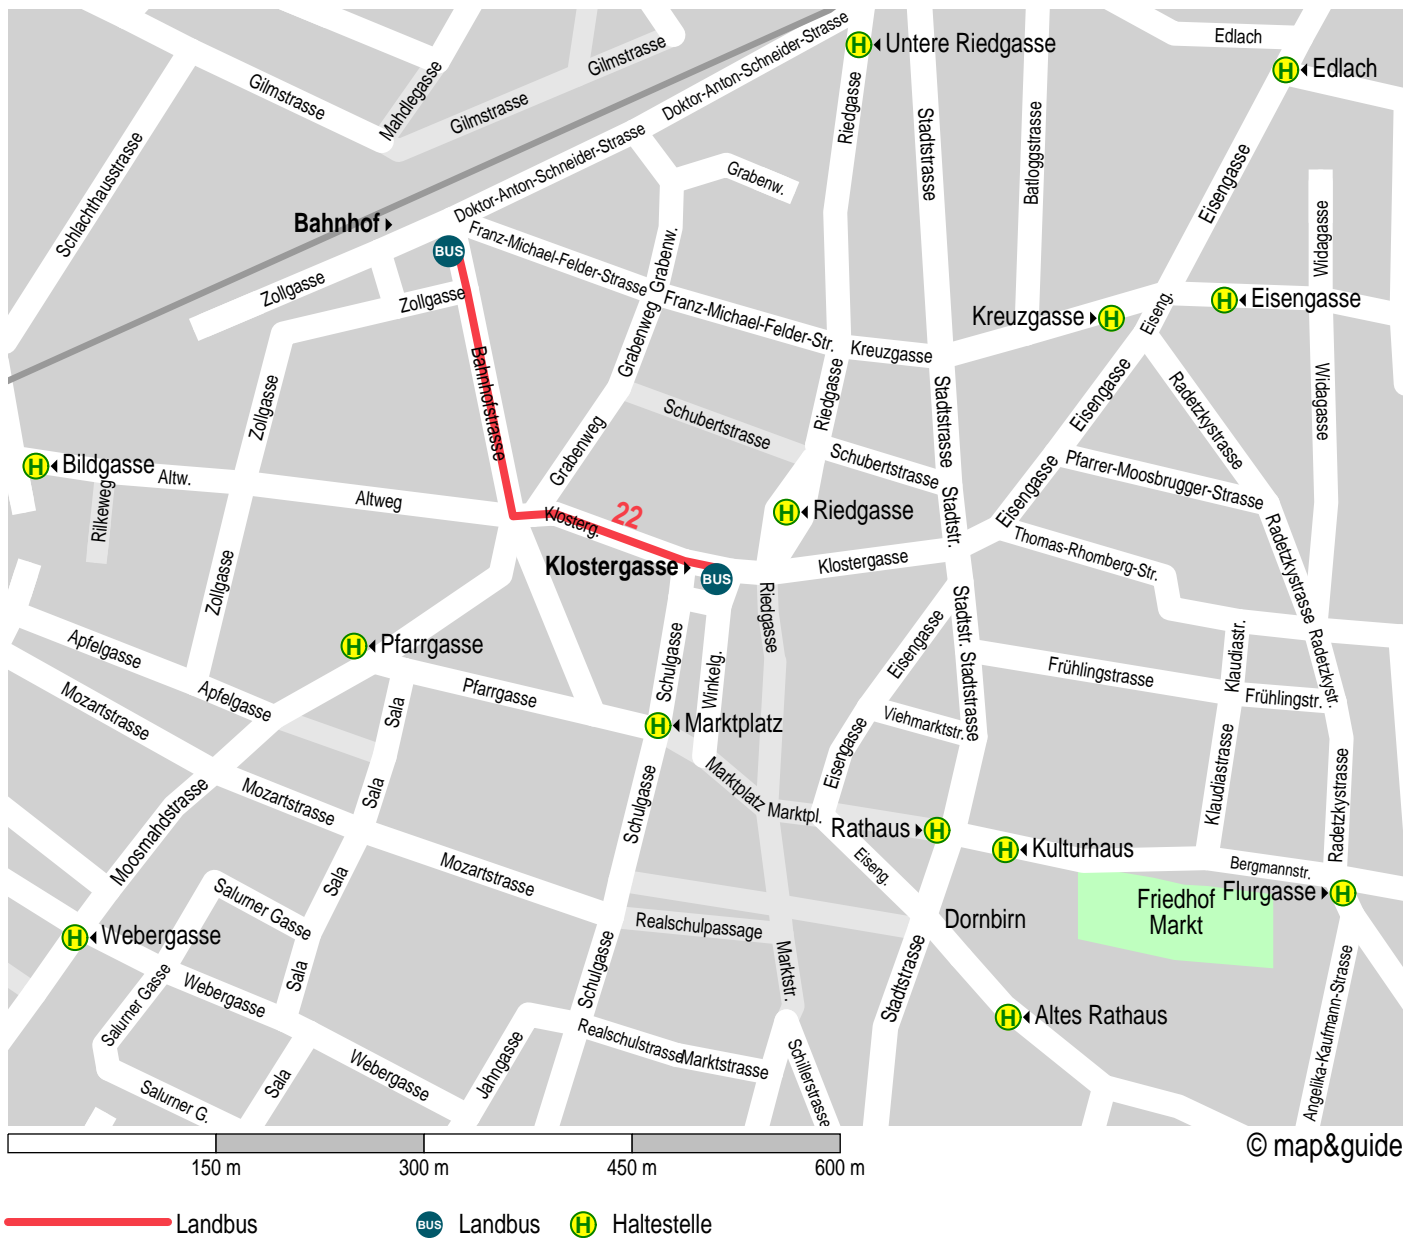 Untere Riedgasse
Edlach
Edlach
Gilmstrasse
Doktor-Anton-Schneider-Strasse
Gilmstrasse
Mahdlegasse
Gilmstrasse
Riedgasse
Stadtstrasse
Batloggstrasse
Schlachthausstrasse
Doktor-Anton-Schneider-Strasse
Grabenw.
Eisengasse
Bahnhof
BUS
Franz-Michael-Felder-Strasse
Grabenw.
Widagasse
Zollgasse
Zollgasse
Franz-Michael-Felder-Str.
Kreuzgasse
H
Eiseng.
Eisengasse
Grabenweg
Kreuzgasse
Bahnhofstrasse
Zollgasse
Riedgasse
Stadtstrasse
Eisengasse
Radetzkystrasse
Widagasse
Schubertstrasse
Grabenweg
Schubertstrasse
Pfarrer-Moosbrugger-Strasse
H
Bildgasse
Altw.
Altweg
Rilkeweg
Klosterg.
22
H
Riedgasse
Stadtstr.
Eisengasse
Thomas-Rhomberg-Str.
Radetzkystrasse
Klostergasse
BUS
Klostergasse
Zollgasse
Riedgasse
Stadtstr.
Apfelgasse
H
Pfarrgasse
Schulgasse
Winkelg.
Eisengasse
Stadtstrasse
Frühlingstrasse
Klaudiastr.
Radetzkystr.
Frühlingstr.
Mozartstrasse
Apfelgasse
Sala
Pfarrgasse
H
Marktplatz
Viehmarktstr.
Eisengasse
Marktplatz
Marktpl.
Moosmahdstrasse
Mozartstrasse
Sala
Schulgasse
Rathaus
H
H
Kulturhaus
Klaudiastrasse
Radetzkystrasse
Bergmannstr.
Eiseng.
Mozartstrasse
Sala
Salurner Gasse
Realschulpassage
Dornbirn
Friedhof
Markt
Flurgasse
H
H
Webergasse
Salurner Gasse
Webergasse
Sala
Schulgasse
Marktstr.
Stadtstrasse
H
Altes Rathaus
Angelika-Kaufmann-Strasse
Webergasse
Jahngasse
Realschulstrasse
Marktstrasse
Schillerstrasse
Sala
Salurner G.
© map&guide
150 m
300 m
450 m
600 m
Landbus
BUS
Landbus
H
Haltestelle